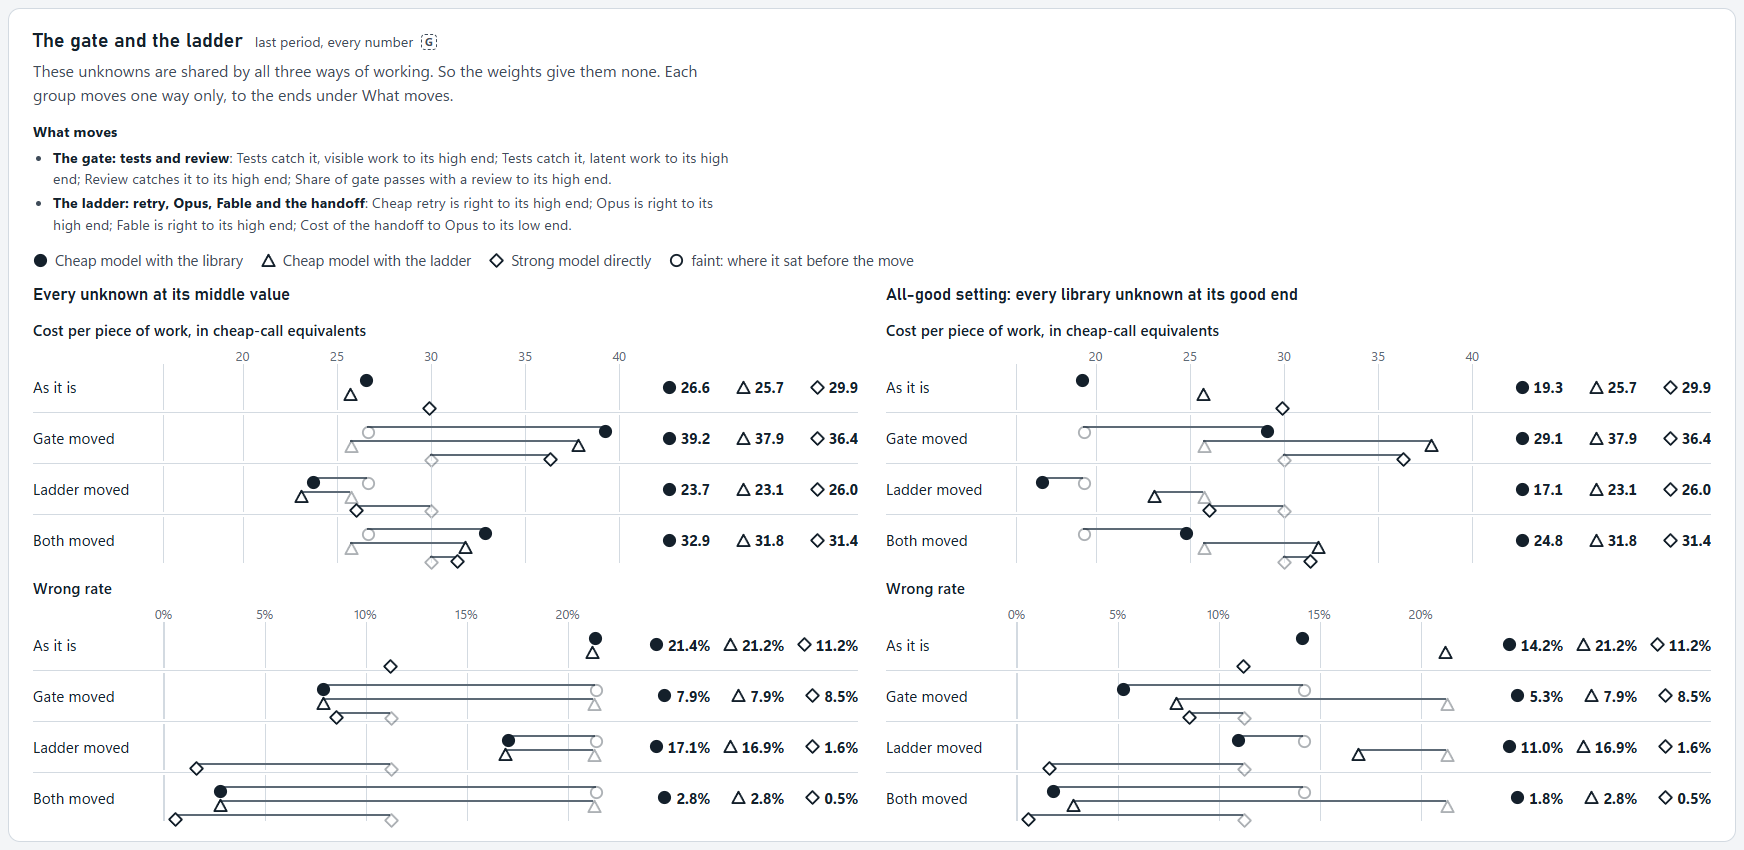 The gate and the ladder last period, every number G
These unknowns are shared by all three ways of working. So the weights give them none. Each
group moves one way only, to the ends under What moves.
What moves
• The gate: tests and review: Tests catch it, visible work to its high end; Tests catch it, latent work to its high
end; Review catches it to its high end; Share of gate passes with a review to its high end.
• The ladder: retry, Opus, Fable and the handoff: Cheap retry is right to its high end; Opus is right to its
high end; Fable is right to its high end; Cost of the handoff to Opus to its low end.
Cheap model with the library Cheap model with the ladder Strong model directly faint: where it sat before the move
Every unknown at its middle value
Cost per piece of work, in cheap-call equivalents
20 25 30 35 40
As it is 26.6 25.7 29.9
Gate moved 39.2 37.9 36.4
Ladder moved 23.7 23.1 26.0
Both moved 32.9 31.8 31.4
Wrong rate
0% 5% 10% 15% 20%
As it is 21.4% 21.2% 11.2%
Gate moved 7.9% 7.9% 8.5%
Ladder moved 17.1% 16.9% 1.6%
Both moved 2.8% 2.8% 0.5%
All-good setting: every library unknown at its good end
Cost per piece of work, in cheap-call equivalents
20 25 30 35 40
As it is 19.3 25.7 29.9
Gate moved 29.1 37.9 36.4
Ladder moved 17.1 23.1 26.0
Both moved 24.8 31.8 31.4
Wrong rate
0% 5% 10% 15% 20%
As it is 14.2% 21.2% 11.2%
Gate moved 5.3% 7.9% 8.5%
Ladder moved 11.0% 16.9% 1.6%
Both moved 1.8% 2.8% 0.5%